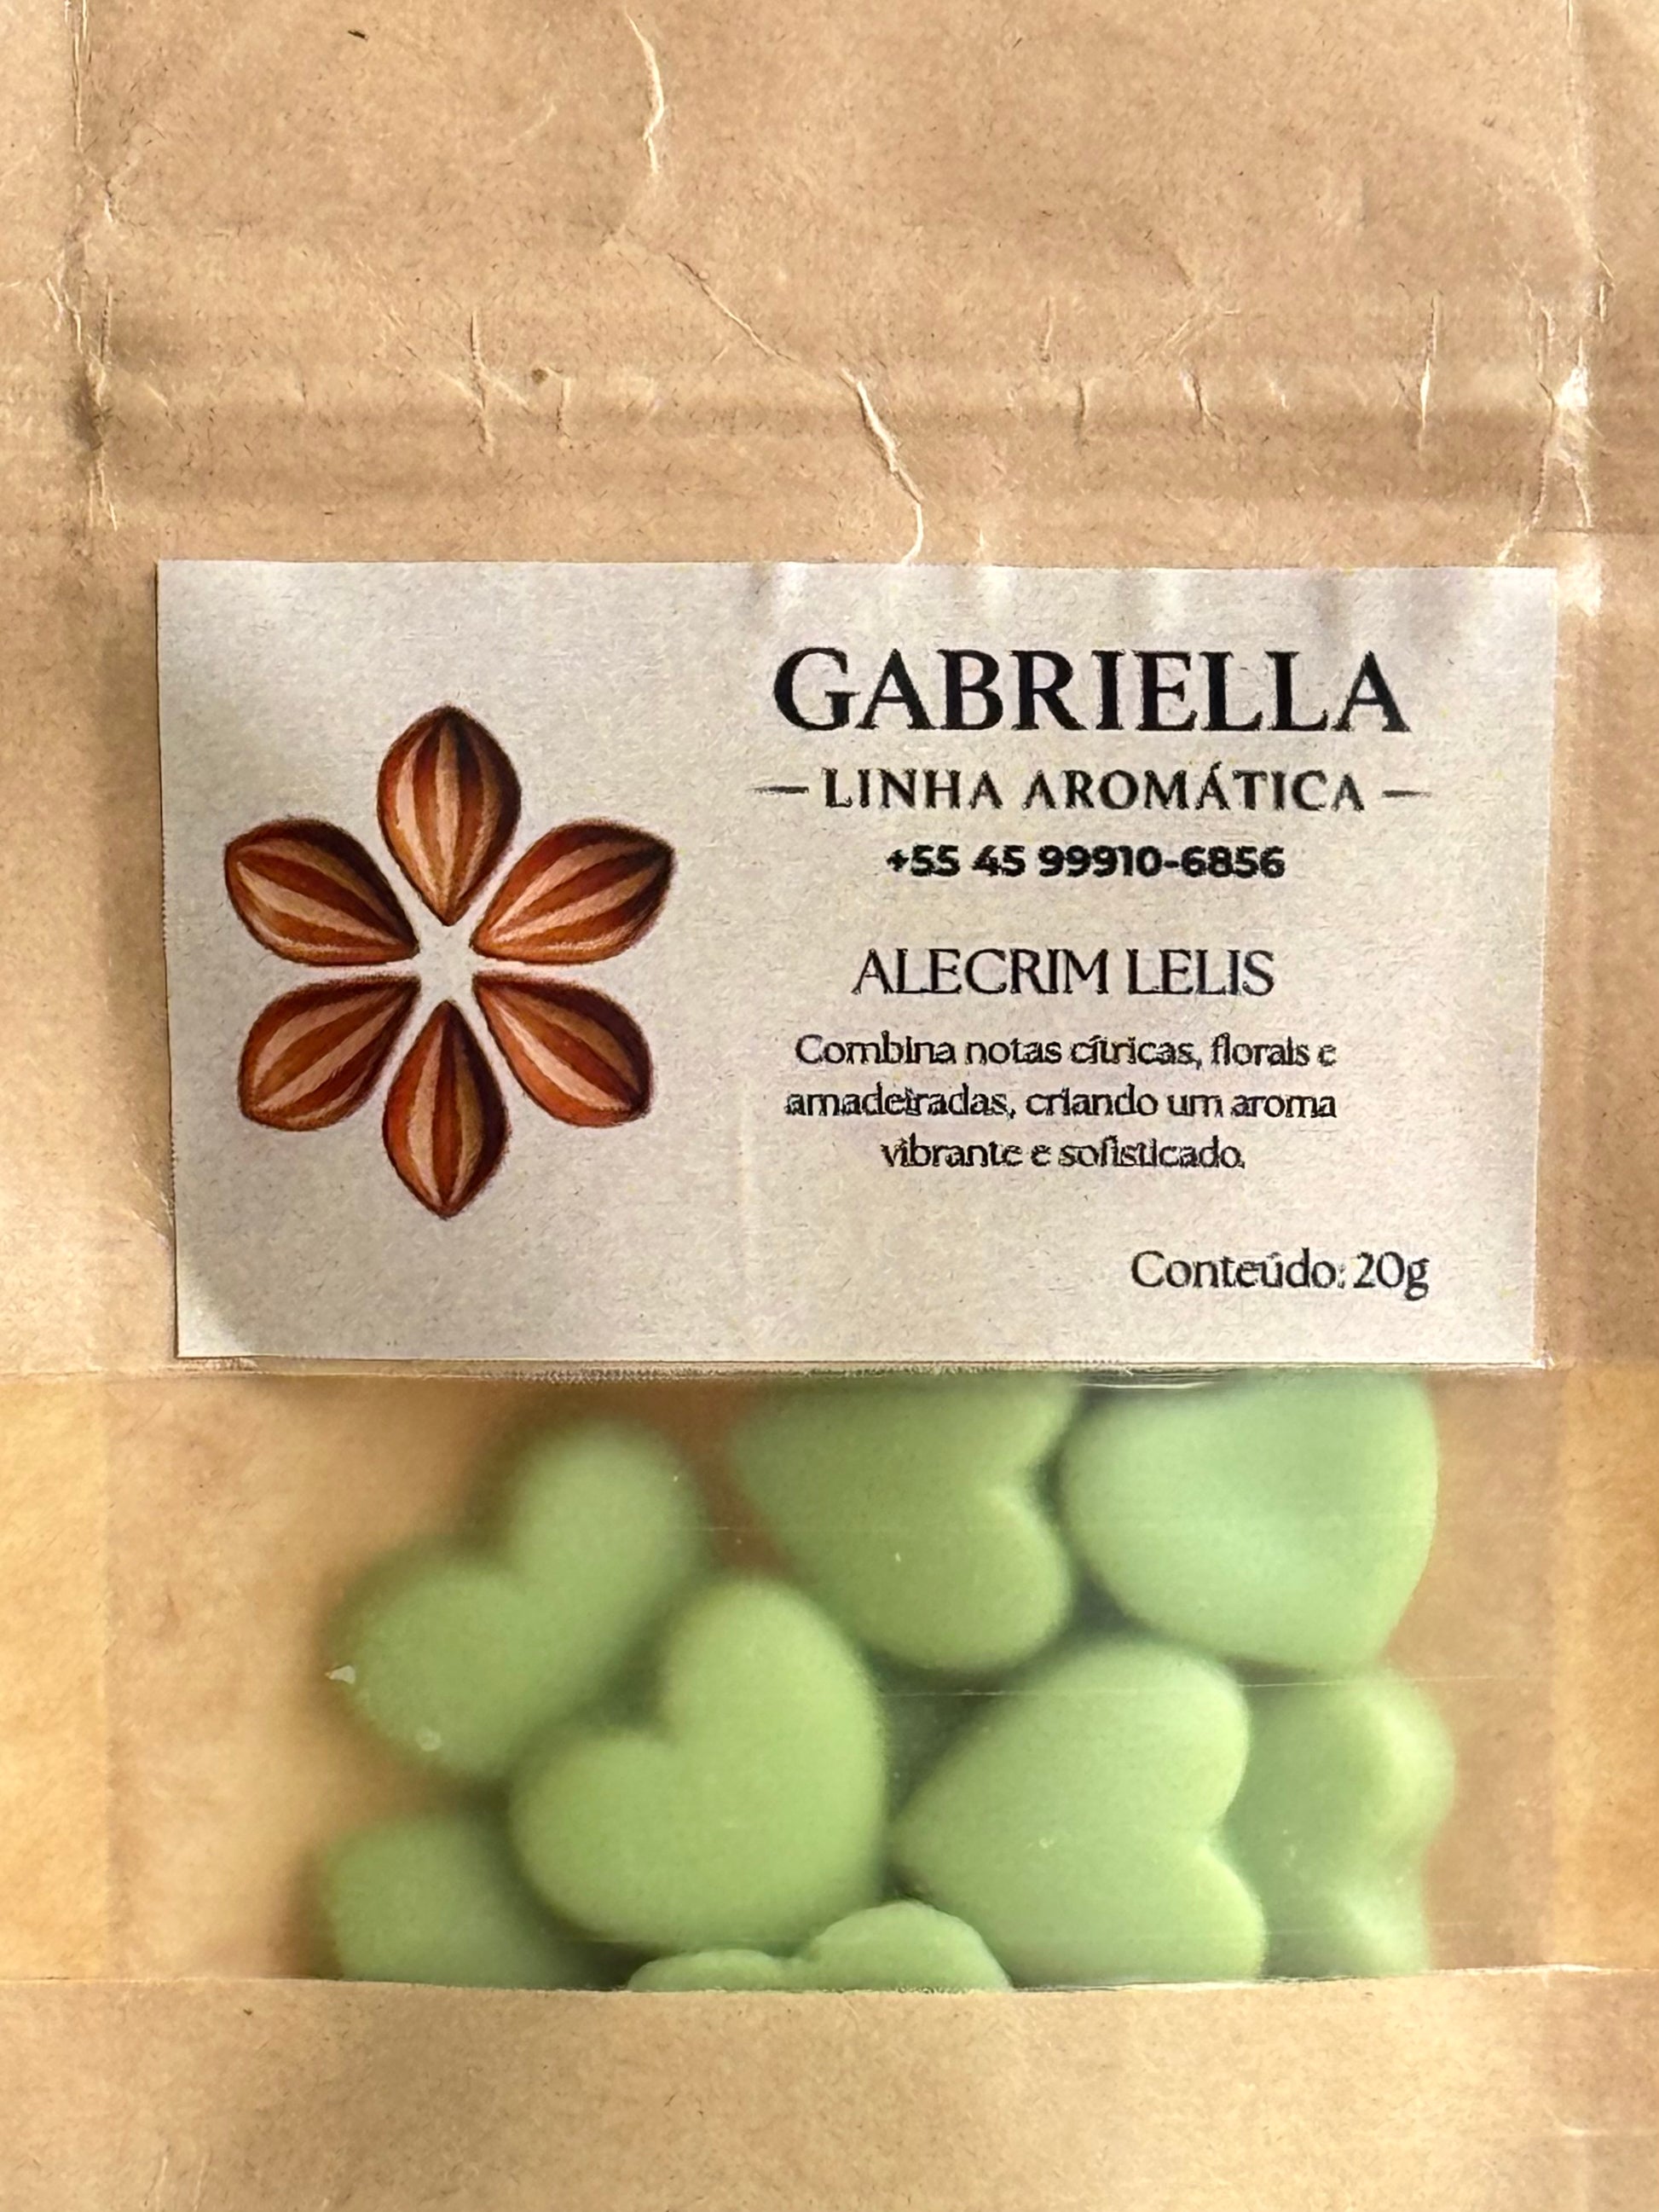 GABRIELLA
— LINHA AROMÁTICA —
+55 45 99910-6856
ALECRIM LELIS
Combina notas cítricas, florais e
amadeiradas, criando um aroma
vibrante e sofisticado.
Conteúdo: 20g